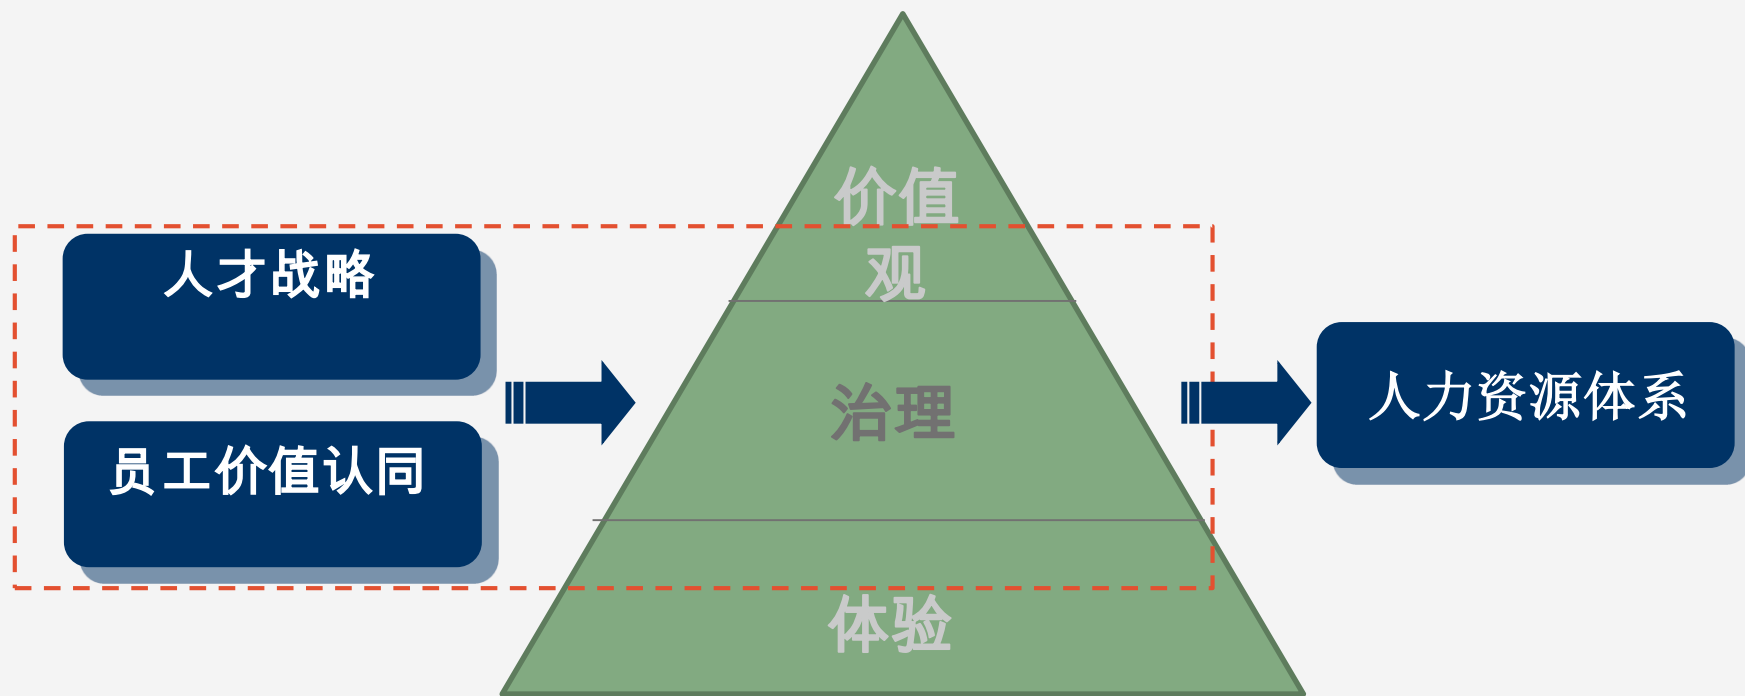 价值
观
人才战略
治理
人力资源体系
员工价值认同
体验